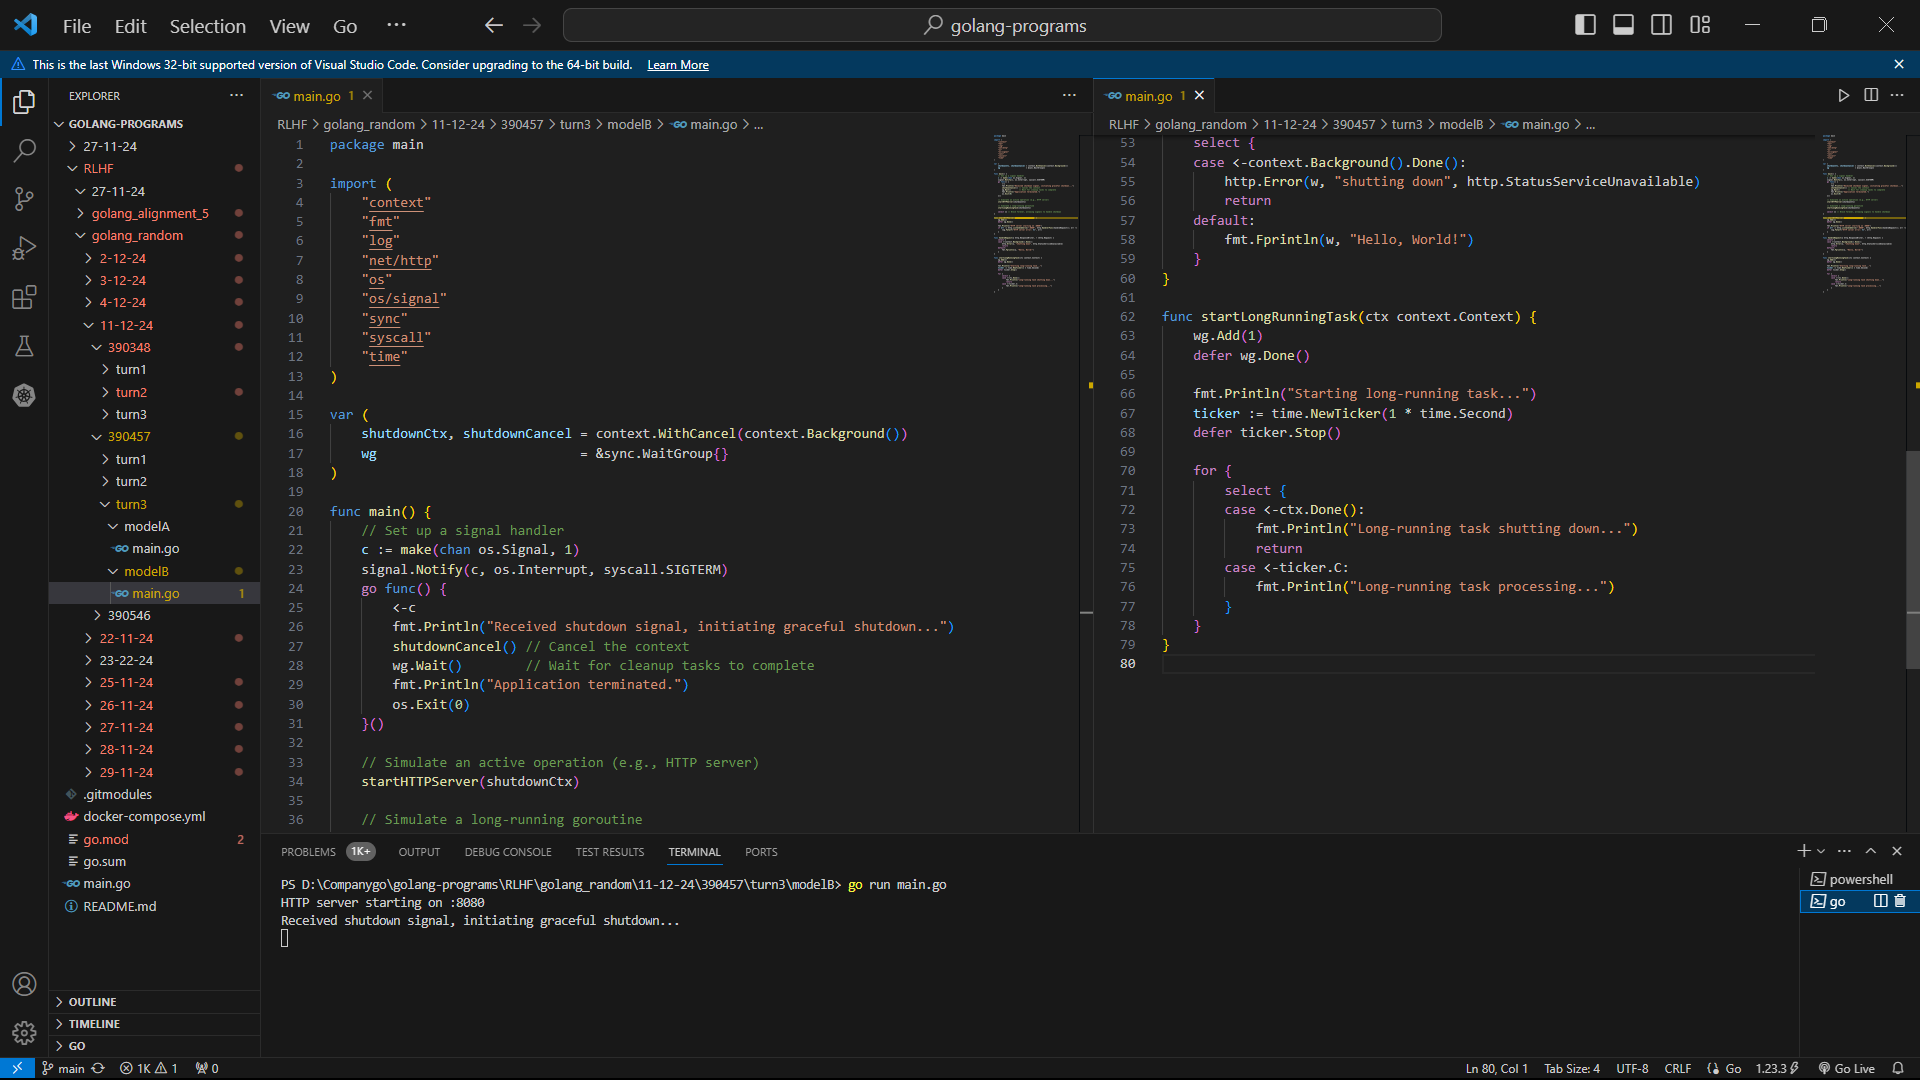 File Edit Selection View Go ··· golang-programs
This is the last Windows 32-bit supported version of Visual Studio Code. Consider upgrading to the 64-bit build. Learn More
EXPLORER
GOLANG-PROGRAMS
27-11-24
RLHF
27-11-24
golang_alignment_5
golang_random
2-12-24
3-12-24
4-12-24
11-12-24
390348
turn1
turn2
turn3
390457
turn1
turn2
turn3
modelA
main.go
modelB
main.go 1
390546
22-11-24
23-22-24
25-11-24
26-11-24
27-11-24
28-11-24
29-11-24
.gitmodules
docker-compose.yml
go.mod 2
go.sum
main.go
README.md
OUTLINE
TIMELINE
GO
main.go 1
RLHF > golang_random > 11-12-24 > 390457 > turn3 > modelB > main.go > ...
1 package main
2
3 import (
4 "context"
5 "fmt"
6 "log"
7 "net/http"
8 "os"
9 "os/signal"
10 "sync"
11 "syscall"
12 "time"
13 )
14
15 var (
16 shutdownCtx, shutdownCancel = context.WithCancel(context.Background())
17 wg = &sync.WaitGroup{}
18 )
19
20 func main() {
21 // Set up a signal handler
22 c := make(chan os.Signal, 1)
23 signal.Notify(c, os.Interrupt, syscall.SIGTERM)
24 go func() {
25 <-c
26 fmt.Println("Received shutdown signal, initiating graceful shutdown...")
27 shutdownCancel() // Cancel the context
28 wg.Wait() // Wait for cleanup tasks to complete
29 fmt.Println("Application terminated.")
30 os.Exit(0)
31 }()
32
33 // Simulate an active operation (e.g., HTTP server)
34 startHTTPServer(shutdownCtx)
35
36 // Simulate a long-running goroutine
main.go 1
RLHF > golang_random > 11-12-24 > 390457 > turn3 > modelB > main.go > ...
53 select {
54 case <-context.Background().Done():
55 http.Error(w, "shutting down", http.StatusServiceUnavailable)
56 return
57 default:
58 fmt.Fprintln(w, "Hello, World!")
59 }
60 }
61
62 func startLongRunningTask(ctx context.Context) {
63 wg.Add(1)
64 defer wg.Done()
65
66 fmt.Println("Starting long-running task...")
67 ticker := time.NewTicker(1 * time.Second)
68 defer ticker.Stop()
69
70 for {
71 select {
72 case <-ctx.Done():
73 fmt.Println("Long-running task shutting down...")
74 return
75 case <-ticker.C:
76 fmt.Println("Long-running task processing...")
77 }
78 }
79 }
80
PROBLEMS 1K+ OUTPUT DEBUG CONSOLE TEST RESULTS TERMINAL PORTS
PS D:\Companygo\golang-programs\RLHF\golang_random\11-12-24\390457\turn3\modelB> go run main.go
HTTP server starting on :8080
Received shutdown signal, initiating graceful shutdown...
powershell
go
main 1K 1 0 Ln 80, Col 1 Tab Size: 4 UTF-8 CRLF Go 1.23.3 Go Live